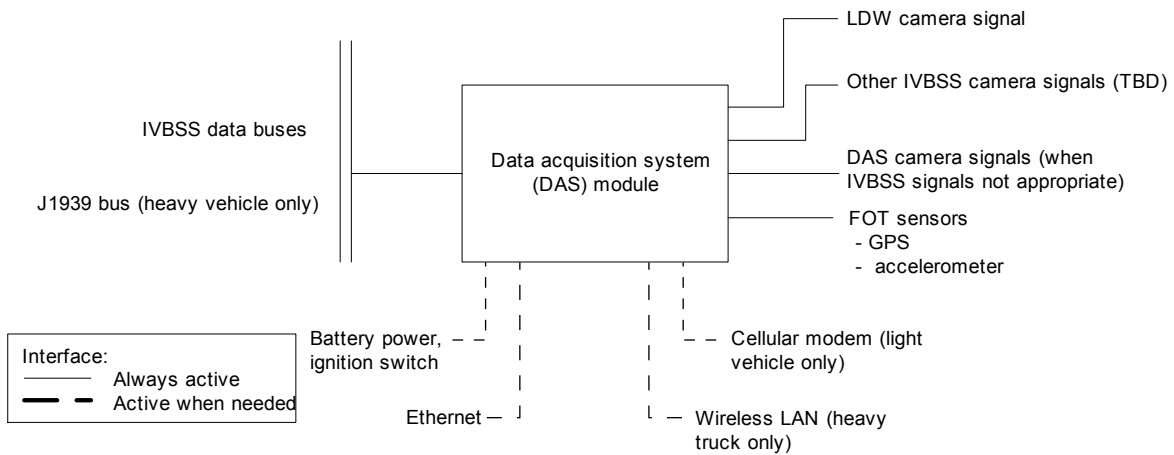 LDW camera signal
Other IVBSS camera signals (TBD)
IVBSS data buses
Data acquisition system
(DAS) module
DAS camera signals (when
IVBSS signals not appropriate)
J1939 bus (heavy vehicle only)
FOT sensors
- GPS
- accelerometer
Battery power,
ignition switch
Cellular modem (light
vehicle only)
Interface:
Always active
Active when needed
Ethernet
Wireless LAN (heavy
truck only)